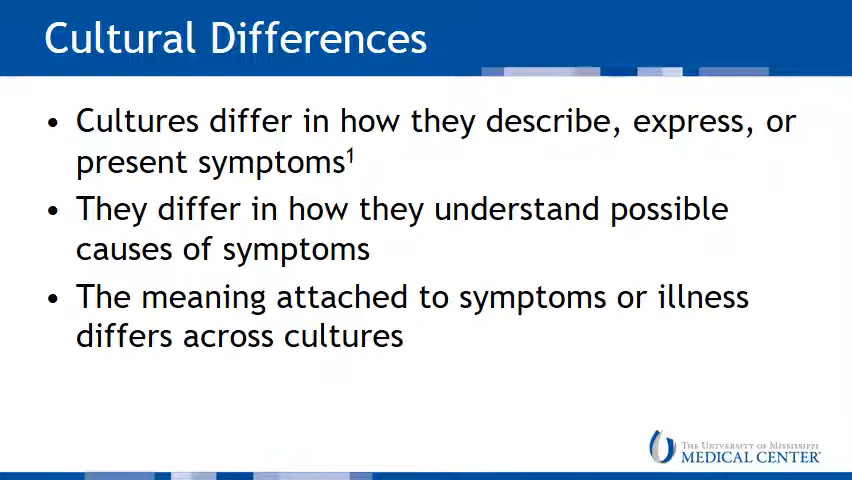 Cultural Differences
• Cultures differ in how they describe, express, or
present symptoms¹
• They differ in how they understand possible
causes of symptoms
• The meaning attached to symptoms or illness
differs across cultures
THE UNIVERSITY OF MISSISSIPPI
MEDICAL CENTER